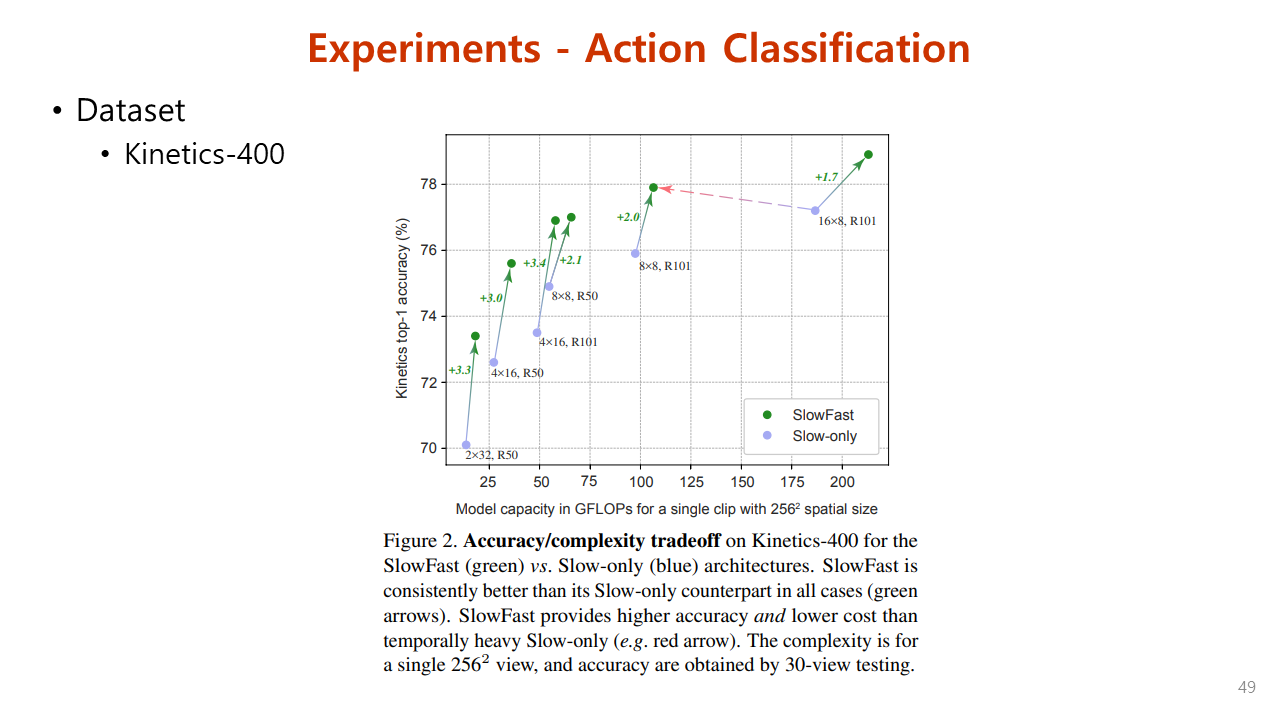 Experiments - Action Classification
• Dataset
• Kinetics-400
Kinetics top-1 accuracy (%)
78
76
74
72
70
+3.3
+3.0
+3.4
+2.1
+2.0
+1.7
2×32, R50
4×16, R50
4×16, R101
8×8, R50
8×8, R101
16×8, R101
SlowFast
Slow-only
25 50 75 100 125 150 175 200
Model capacity in GFLOPs for a single clip with 256² spatial size
Figure 2. Accuracy/complexity tradeoff on Kinetics-400 for the
SlowFast (green) vs. Slow-only (blue) architectures. SlowFast is
consistently better than its Slow-only counterpart in all cases (green
arrows). SlowFast provides higher accuracy and lower cost than
temporally heavy Slow-only (e.g. red arrow). The complexity is for
a single 256² view, and accuracy are obtained by 30-view testing.
49